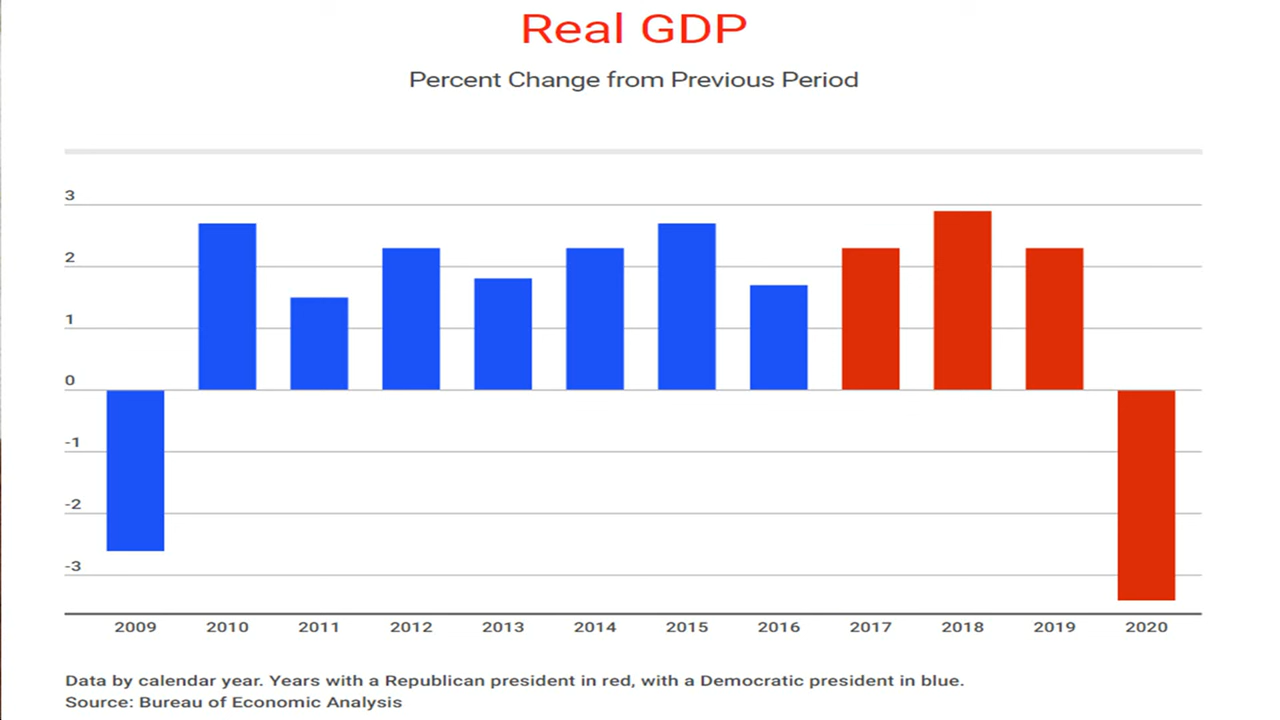 Real GDP
Percent Change from Previous Period
3
2
1
0
-1
-2
-3
2009 2010 2011 2012 2013 2014 2015 2016 2017 2018 2019 2020
Data by calendar year. Years with a Republican president in red, with a Democratic president in blue.
Source: Bureau of Economic Analysis